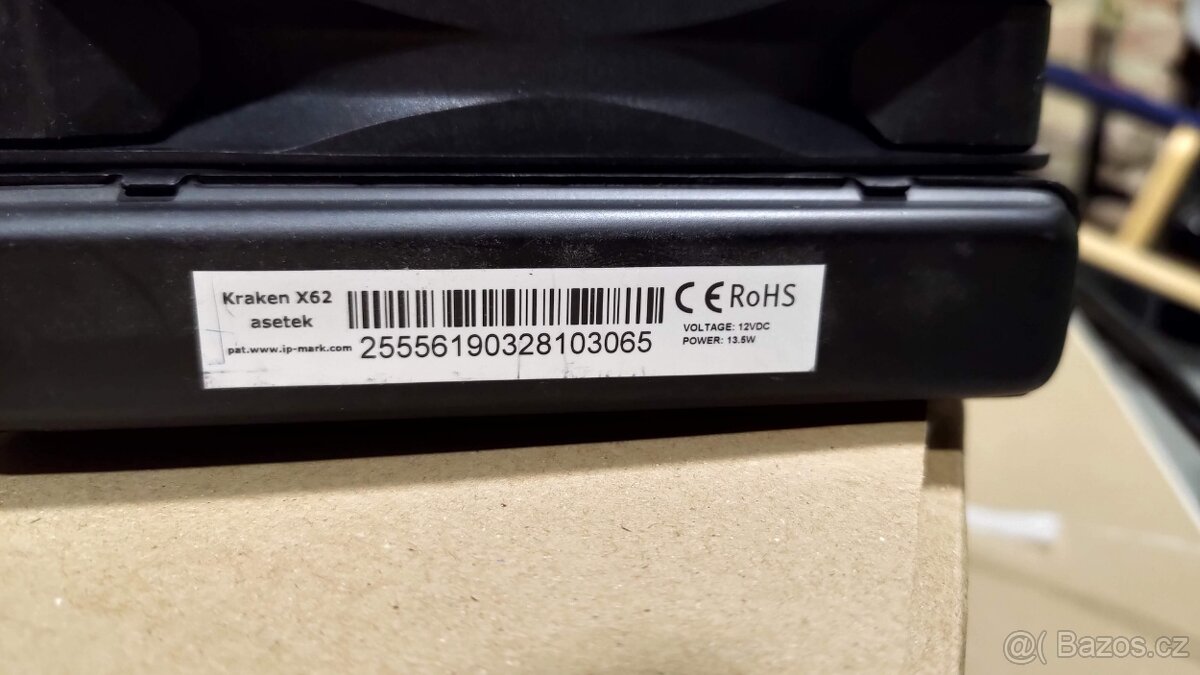 Kraken X62
asetek
pat.www.ip-mark.com
25556190328103065
CE RoHS
VOLTAGE: 12VDC
POWER: 13.5W
@( Bazos.cz